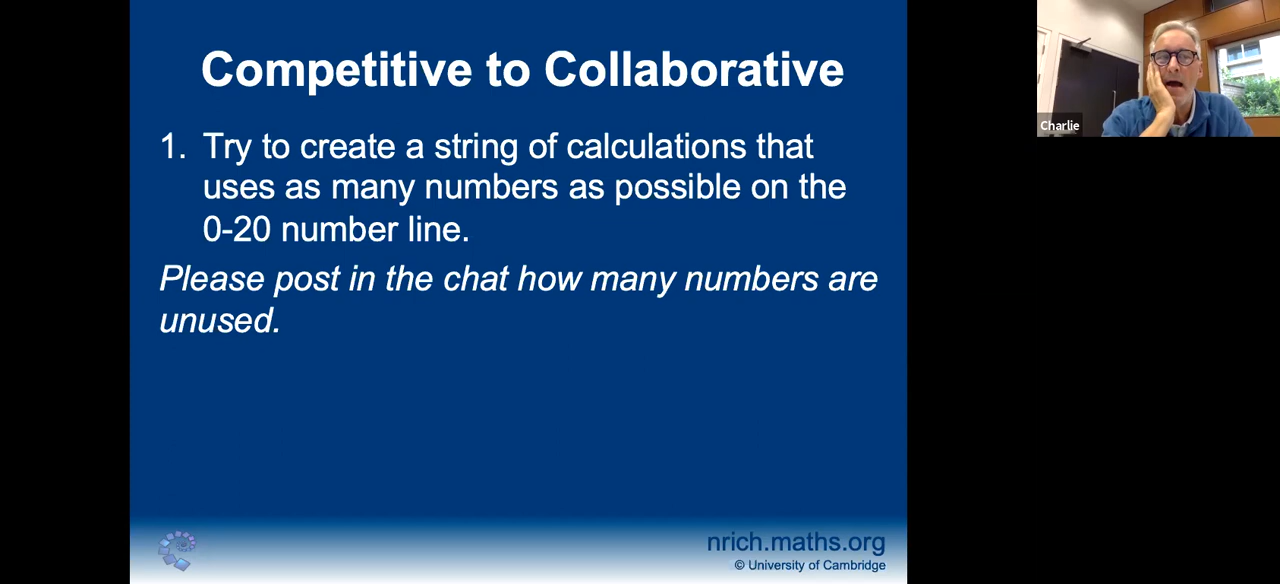 Competitive to Collaborative
1. Try to create a string of calculations that
uses as many numbers as possible on the
0-20 number line.
Please post in the chat how many numbers are
unused.
nrich.maths.org
© University of Cambridge
Charlie